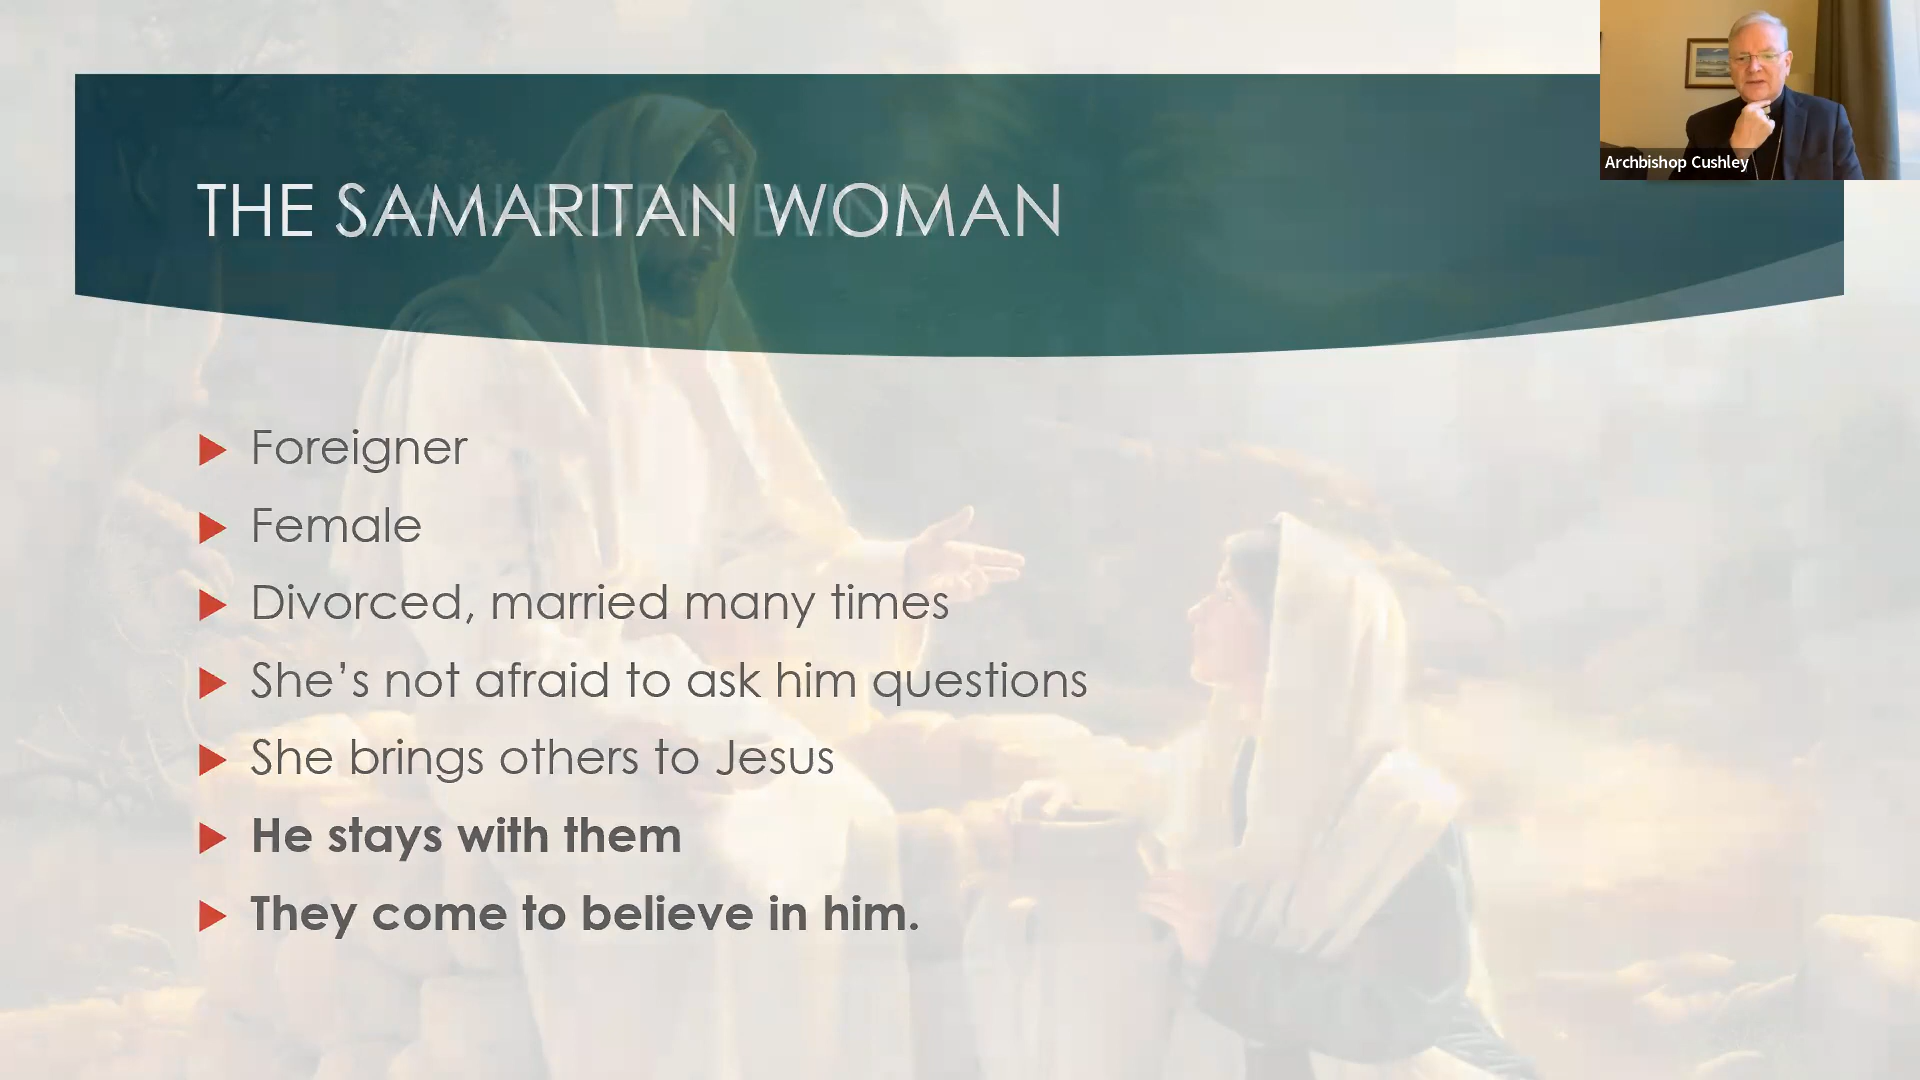 Archbishop Cushley
THE SAMARITAN WOMAN
Foreigner
Female
Divorced, married many times
She’s not afraid to ask him questions
She brings others to Jesus
He stays with them
They come to believe in him.